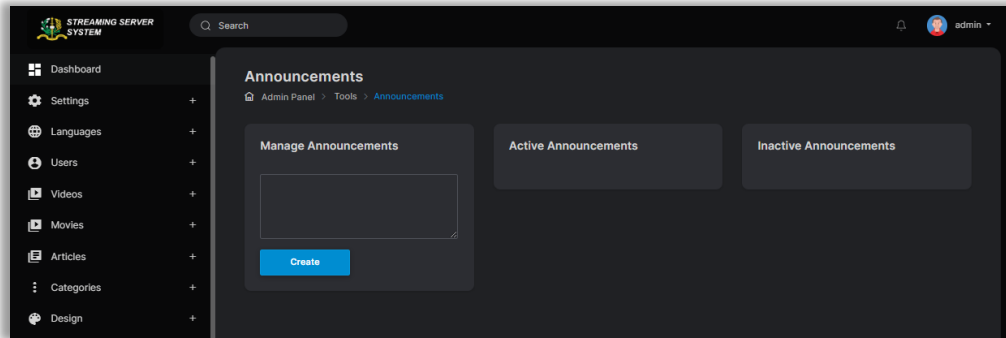 STREAMING SERVER
SYSTEM
Search
admin
Dashboard
Settings +
Languages +
Users +
Videos +
Movies +
Articles +
Categories +
Design +
Announcements
Admin Panel > Tools > Announcements
Manage Announcements
Create
Active Announcements
Inactive Announcements